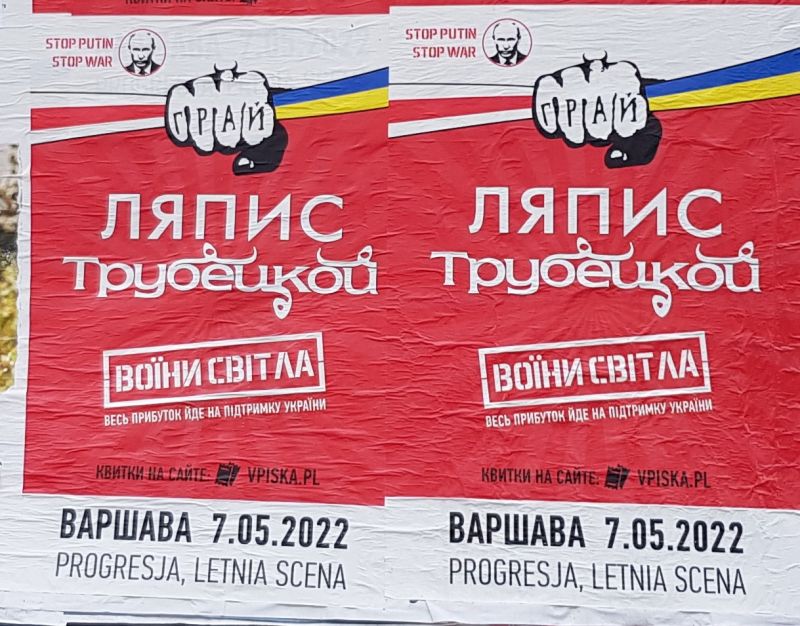 STOP PUTIN
STOP WAR
ГРАЙ
ЛЯПИС
Трубецкой
ВОЇНИ СВІТЛА
ВЕСЬ ПРИБУТОК ЙДЕ НА ПІДТРИМКУ УКРАЇНИ
КВИТКИ НА САЙТЕ: VPISKA.PL
ВАРШАВА 7.05.2022
PROGRESJA, LETNIA SCENA
STOP PUTIN
STOP WAR
ГРАЙ
ЛЯПИС
Трубецкой
ВОЇНИ СВІТЛА
ВЕСЬ ПРИБУТОК ЙДЕ НА ПІДТРИМКУ УКРАЇНИ
КВИТКИ НА САЙТЕ: VPISKA.PL
ВАРШАВА 7.05.2022
PROGRESJA, LETNIA SCENA